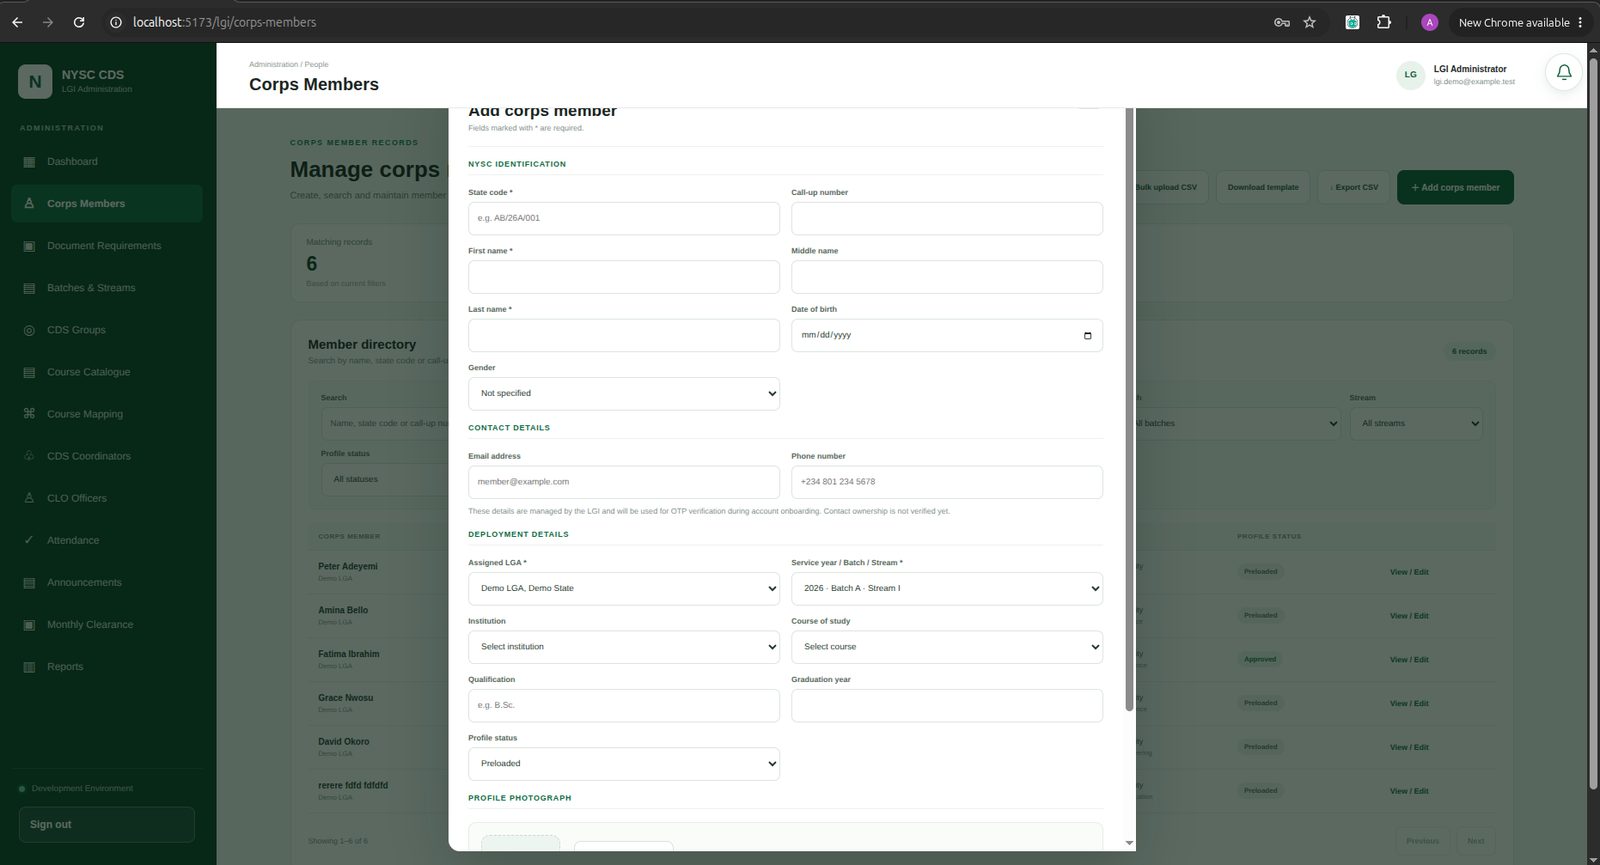 localhost:5173/lgi/corps-members
A
New Chrome available
N
NYSC CDS
LGI Administration
ADMINISTRATION
Dashboard
Corps Members
Document Requirements
Batches & Streams
CDS Groups
Course Catalogue
Course Mapping
CDS Coordinators
CLO Officers
Attendance
Announcements
Monthly Clearance
Reports
Development Environment
Sign out
Administration / People
Corps Members
LG
LGI Administrator
lgi.demo@example.test
CORPS MEMBER RECORDS
Manage corps
Create, search and maintain member
Bulk upload CSV
Download template
↓ Export CSV
+ Add corps member
Matching records
6
Based on current filters
Member directory
Search by name, state code or call-u
6 records
Search
Name, state code or call-up nu
All batches
Stream
All streams
Profile status
All statuses
CORPS MEMBER
PROFILE STATUS
Peter Adeyemi
Demo LGA
Preloaded
View / Edit
Amina Bello
Demo LGA
Preloaded
View / Edit
Fatima Ibrahim
Demo LGA
Approved
View / Edit
Grace Nwosu
Demo LGA
Preloaded
View / Edit
David Okoro
Demo LGA
Preloaded
View / Edit
rerere fdfd fdfdfd
Demo LGA
Preloaded
View / Edit
Showing 1–6 of 6
Previous
Next
Add corps member
Fields marked with * are required.
NYSC IDENTIFICATION
State code *
Call-up number
e.g. AB/26A/001
First name *
Middle name
Last name *
Date of birth
mm/dd/yyyy
Gender
Not specified
CONTACT DETAILS
Email address
Phone number
member@example.com
+234 801 234 5678
These details are managed by the LGI and will be used for OTP verification during account onboarding. Contact ownership is not verified yet.
DEPLOYMENT DETAILS
Assigned LGA *
Service year / Batch / Stream *
Demo LGA, Demo State
2026 · Batch A · Stream I
Institution
Course of study
Select institution
Select course
Qualification
Graduation year
e.g. B.Sc.
Profile status
Preloaded
PROFILE PHOTOGRAPH